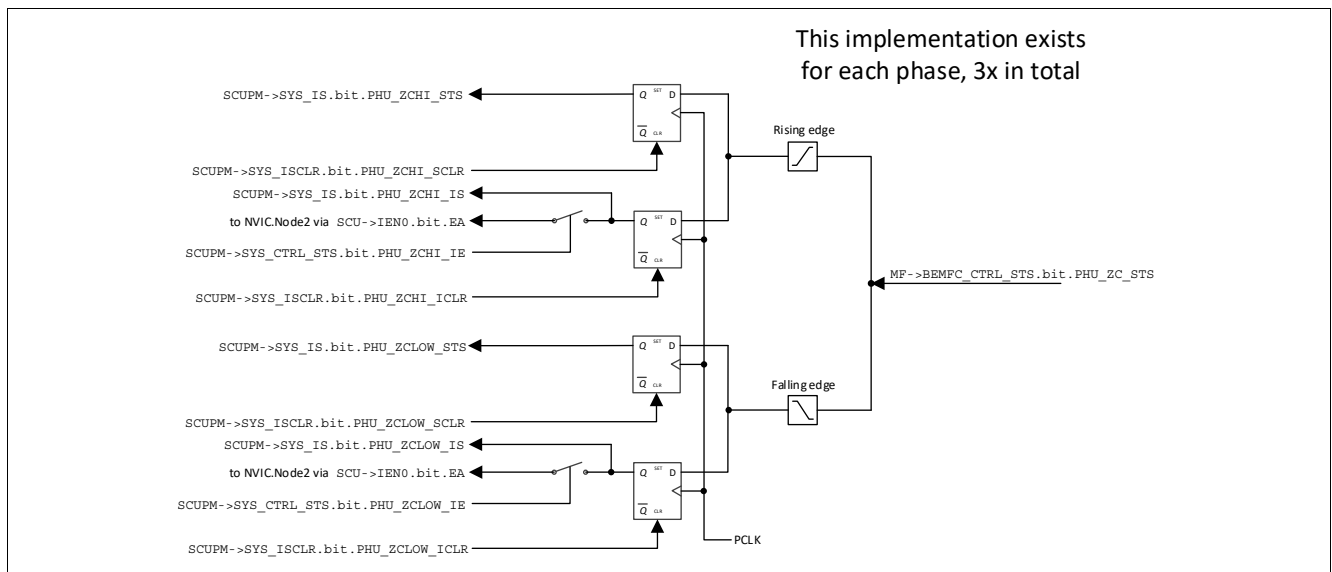 This implementation exists
for each phase, 3x in total
SCUPM->SYS_IS.bit.PHU_ZCHI_STS
Q SET D
Q CLR
Rising edge
SCUPM->SYS_ISCLR.bit.PHU_ZCHI_SCLR
SCUPM->SYS_IS.bit.PHU_ZCHI_IS
to NVIC.Node2 via SCU->IEN0.bit.EA
Q SET D
SCUPM->SYS_CTRL_STS.bit.PHU_ZCHI_IE
Q CLR
MF->BEMFC_CTRL_STS.bit.PHU_ZC_STS
SCUPM->SYS_ISCLR.bit.PHU_ZCHI_ICLR
SCUPM->SYS_IS.bit.PHU_ZCLOW_STS
Q SET D
Q CLR
Falling edge
SCUPM->SYS_ISCLR.bit.PHU_ZCLOW_SCLR
SCUPM->SYS_IS.bit.PHU_ZCLOW_IS
to NVIC.Node2 via SCU->IEN0.bit.EA
Q SET D
SCUPM->SYS_CTRL_STS.bit.PHU_ZCLOW_IE
Q CLR
PCLK
SCUPM->SYS_ISCLR.bit.PHU_ZCLOW_ICLR